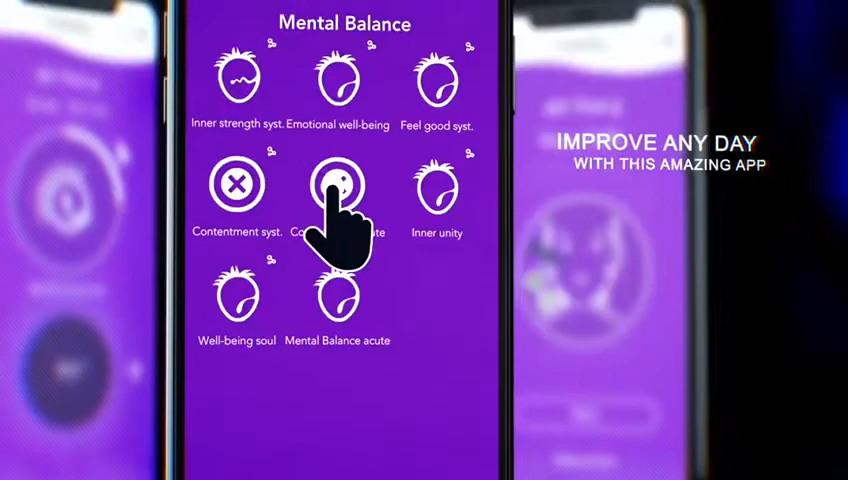 Mental Balance
Inner strength syst. Emotional well-being Feel good syst.
Contentment syst. Inner unity
Well-being soul Mental Balance acute
IMPROVE ANY DAY
WITH THIS AMAZING APP